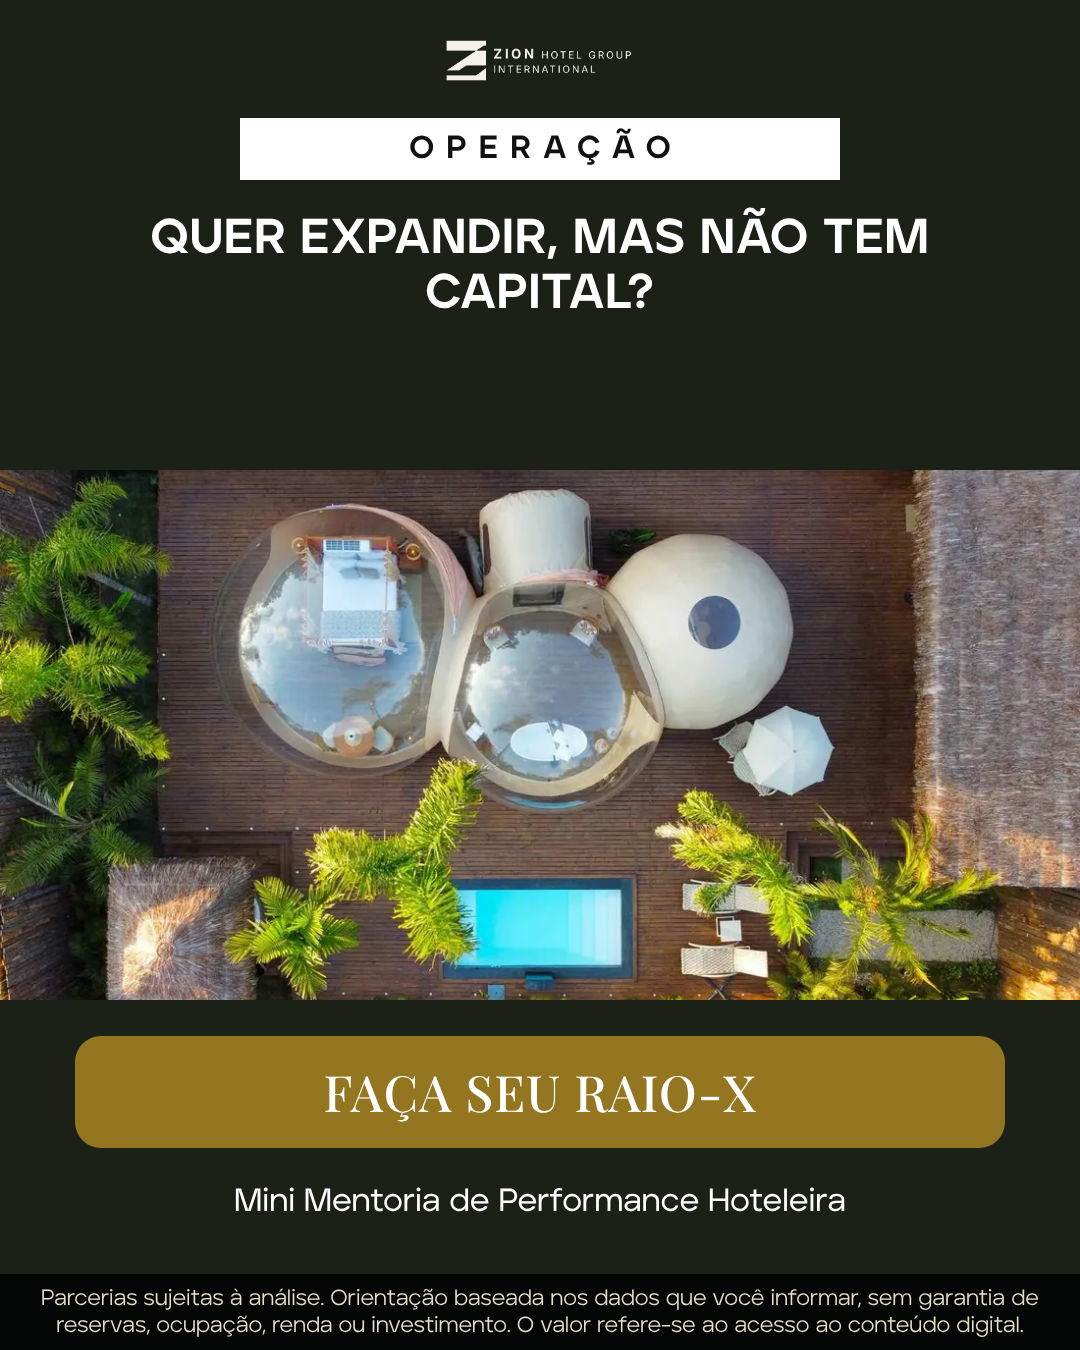 ZION HOTEL GROUP
INTERNATIONAL
OPERAÇÃO
QUER EXPANDIR, MAS NÃO TEM
CAPITAL?
FAÇA SEU RAIO-X
Mini Mentoria de Performance Hoteleira
Parcerias sujeitas à análise. Orientação baseada nos dados que você informar, sem garantia de
reservas, ocupação, renda ou investimento. O valor refere-se ao acesso ao conteúdo digital.